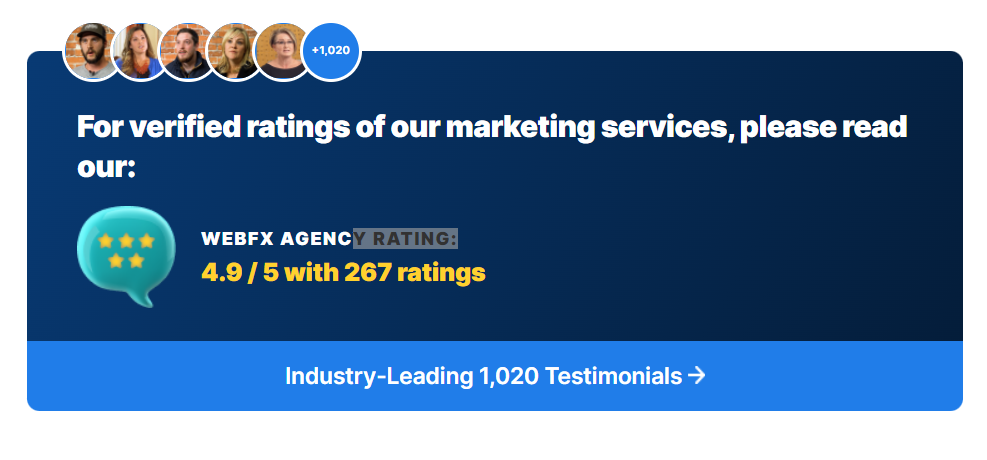 +1,020
For verified ratings of our marketing services, please read
our:
WEBFX AGENCY RATING:
4.9 / 5 with 267 ratings
Industry-Leading 1,020 Testimonials →